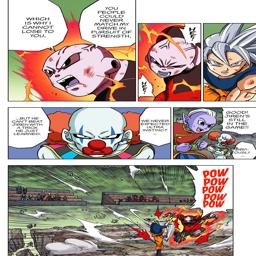 YOU
PEOPLE
COULD
NEVER
MATCH MY
DRIVE IN
PURSUIT OF
STRENGTH.
WHICH
IS WHY I
CANNOT
LOSE TO
YOU.
GOOD!
JIREN'S
STILL
IN THE
GAME!!
WE NEVER
EXPECTED
ULTRA
INSTINCT
...BUT HE
CAN'T BEAT
JIREN WITH
A TRICK
HE JUST
LEARNED.
POW
POW
POW
POW
POW